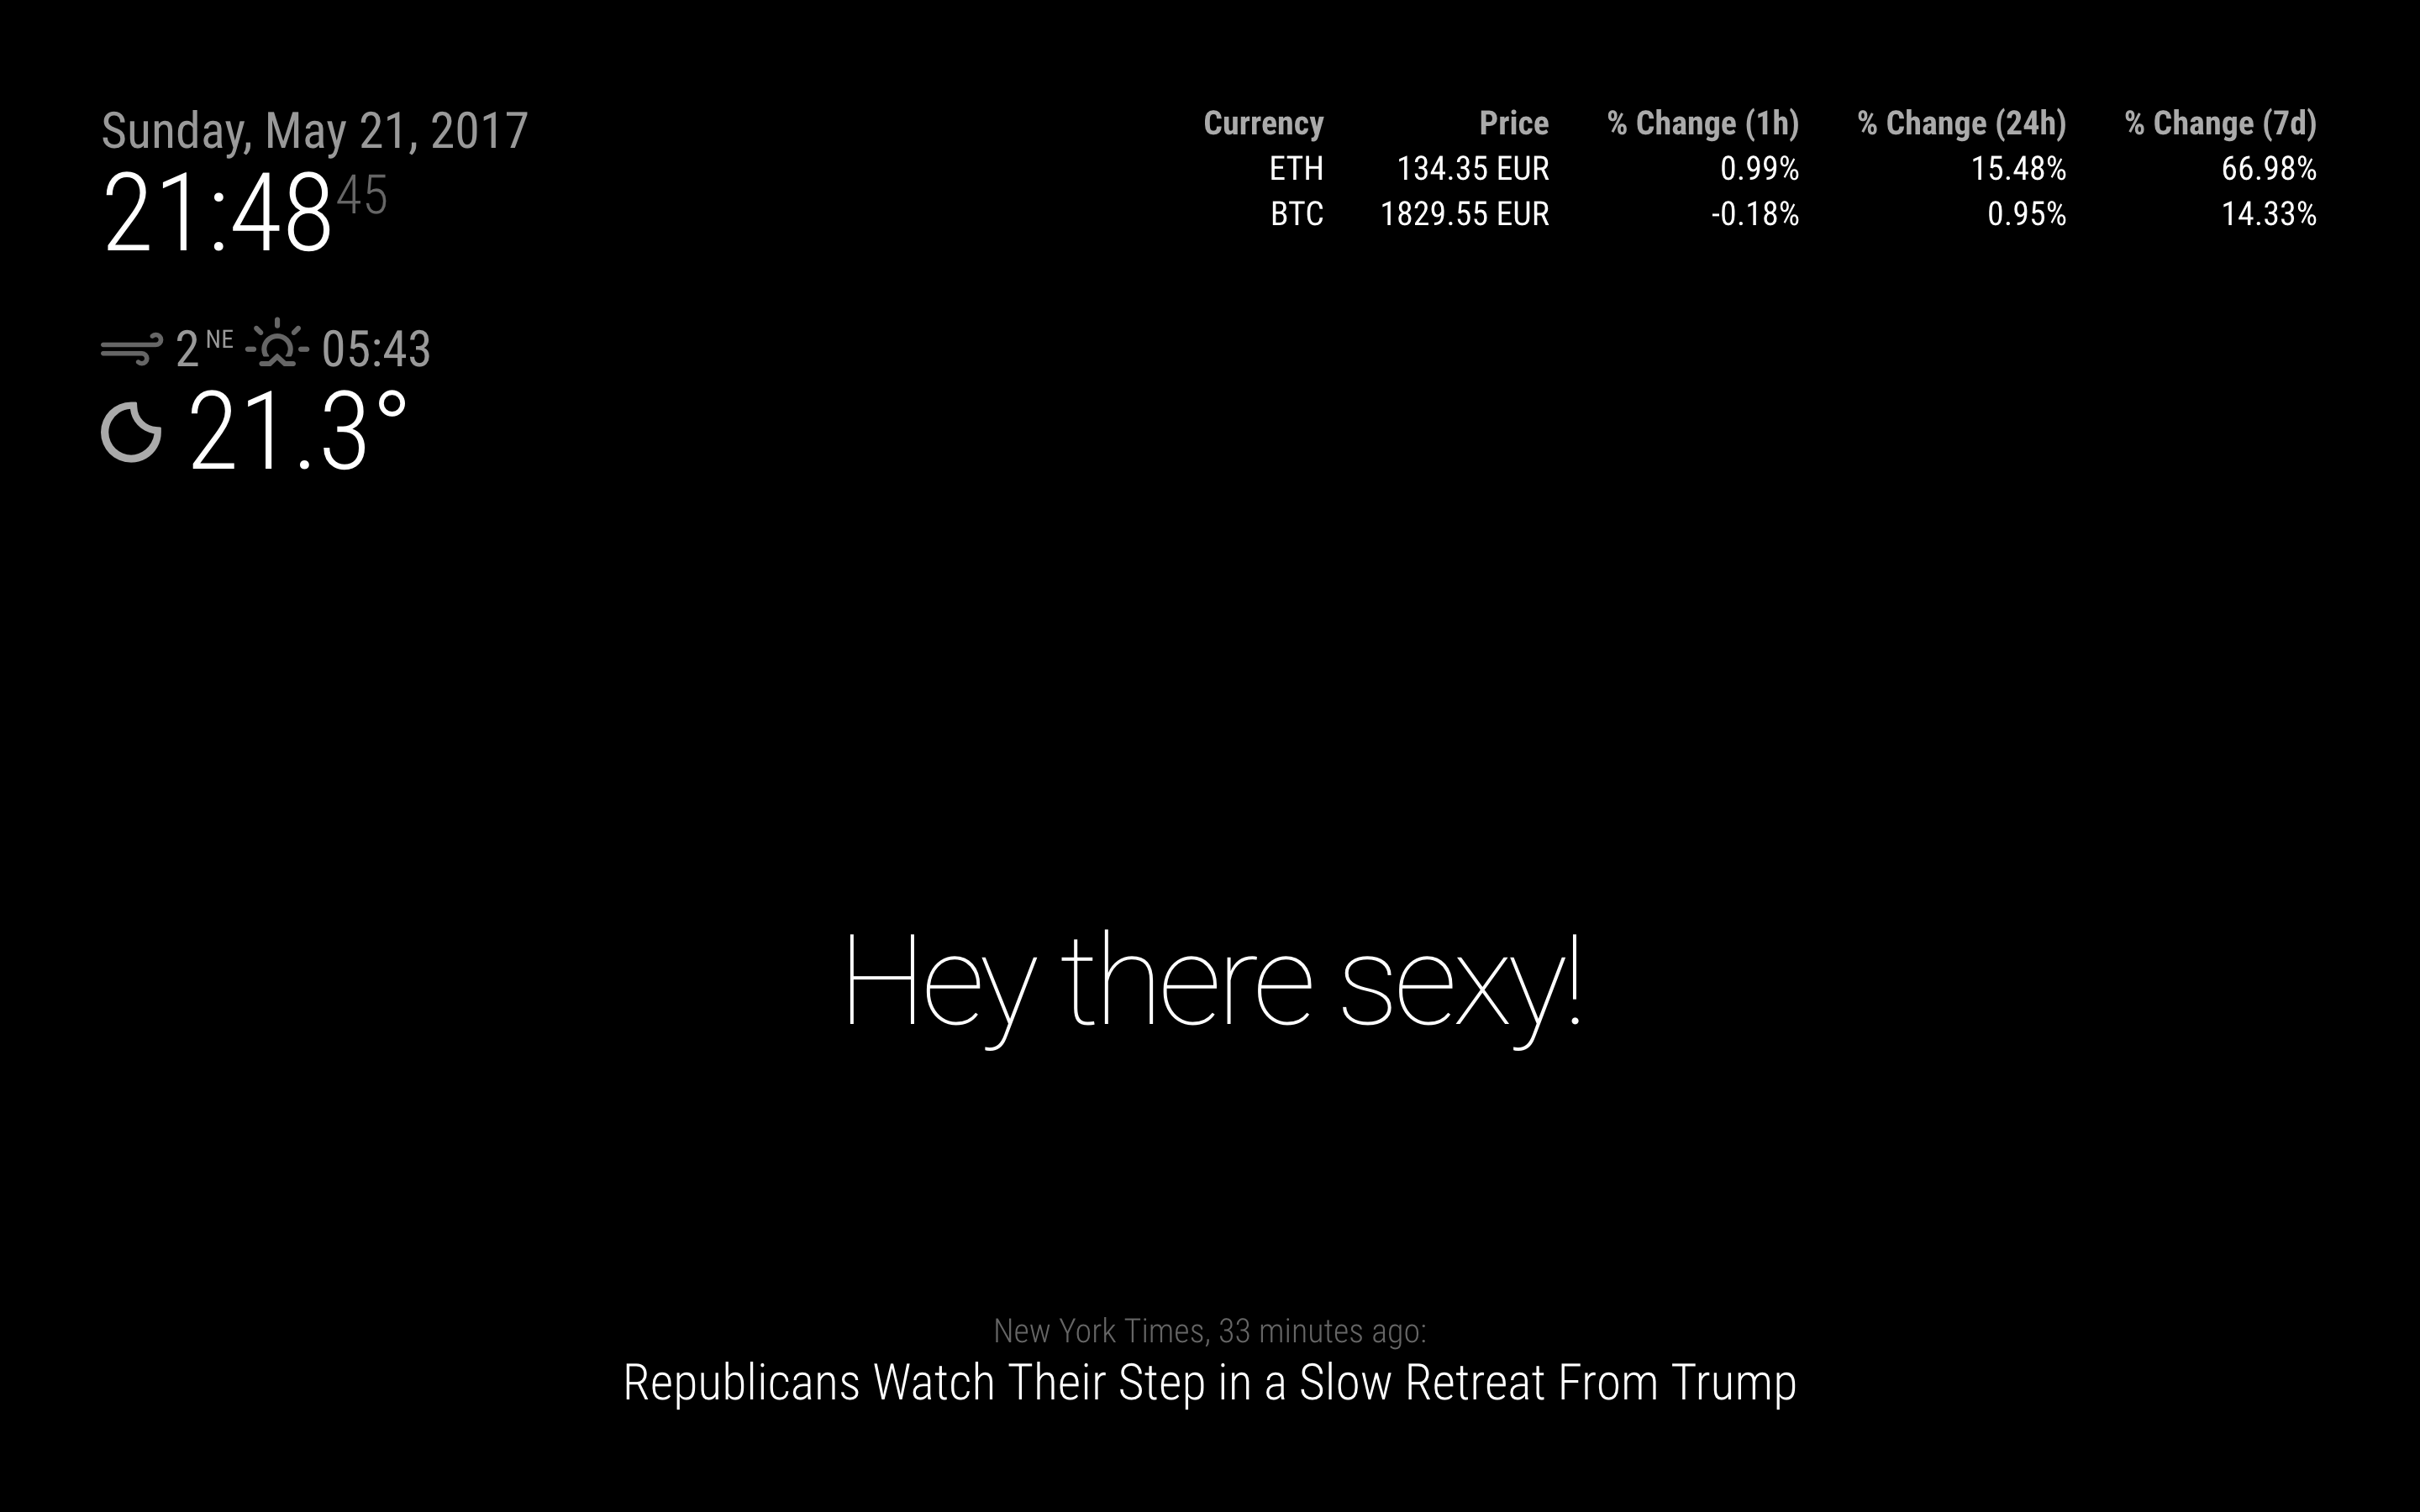 Sunday, May 21, 2017
21:48 45
2 NE 05:43
21.3°
Currency Price % Change (1h) % Change (24h) % Change (7d)
ETH 134.35 EUR 0.99% 15.48% 66.98%
BTC 1829.55 EUR -0.18% 0.95% 14.33%
Hey there sexy!
New York Times, 33 minutes ago:
Republicans Watch Their Step in a Slow Retreat From Trump